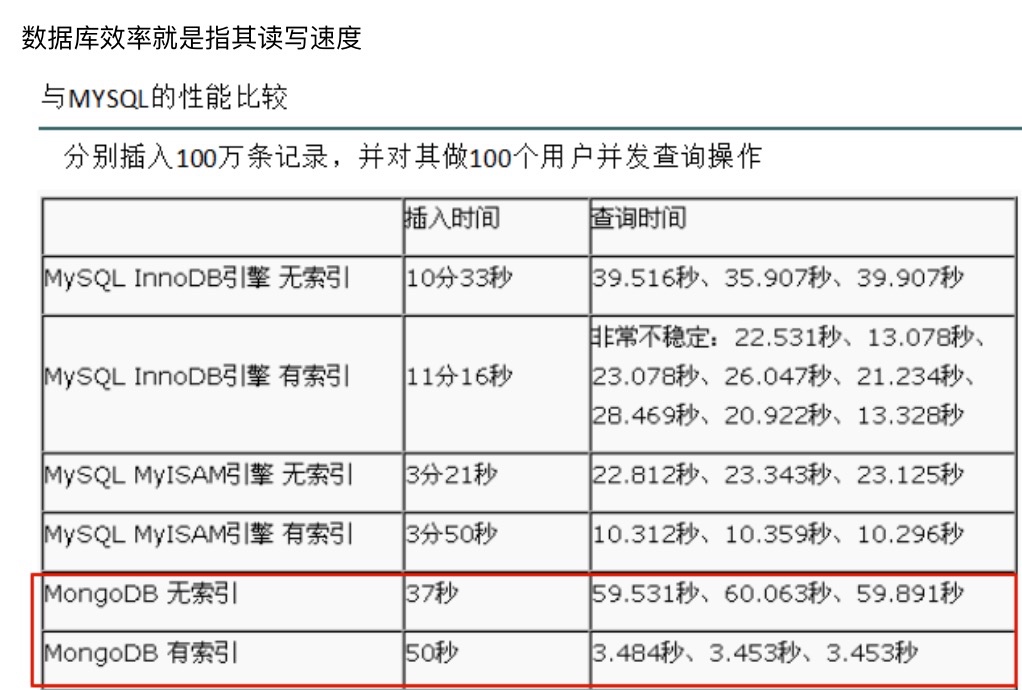 数据库效率就是指其读写速度
与MYSQL的性能比较
分别插入100万条记录，并对其做100个用户并发查询操作
插入时间 查询时间
MySQL InnoDB引擎 无索引 10分33秒 39.516秒、35.907秒、39.907秒
MySQL InnoDB引擎 有索引 11分16秒 非常不稳定：22.531秒、13.078秒、
23.078秒、26.047秒、21.234秒、
28.469秒、20.922秒、13.328秒
MySQL MyISAM引擎 无索引 3分21秒 22.812秒、23.343秒、23.125秒
MySQL MyISAM引擎 有索引 3分50秒 10.312秒、10.359秒、10.296秒
MongoDB 无索引 37秒 59.531秒、60.063秒、59.891秒
MongoDB 有索引 50秒 3.484秒、3.453秒、3.453秒